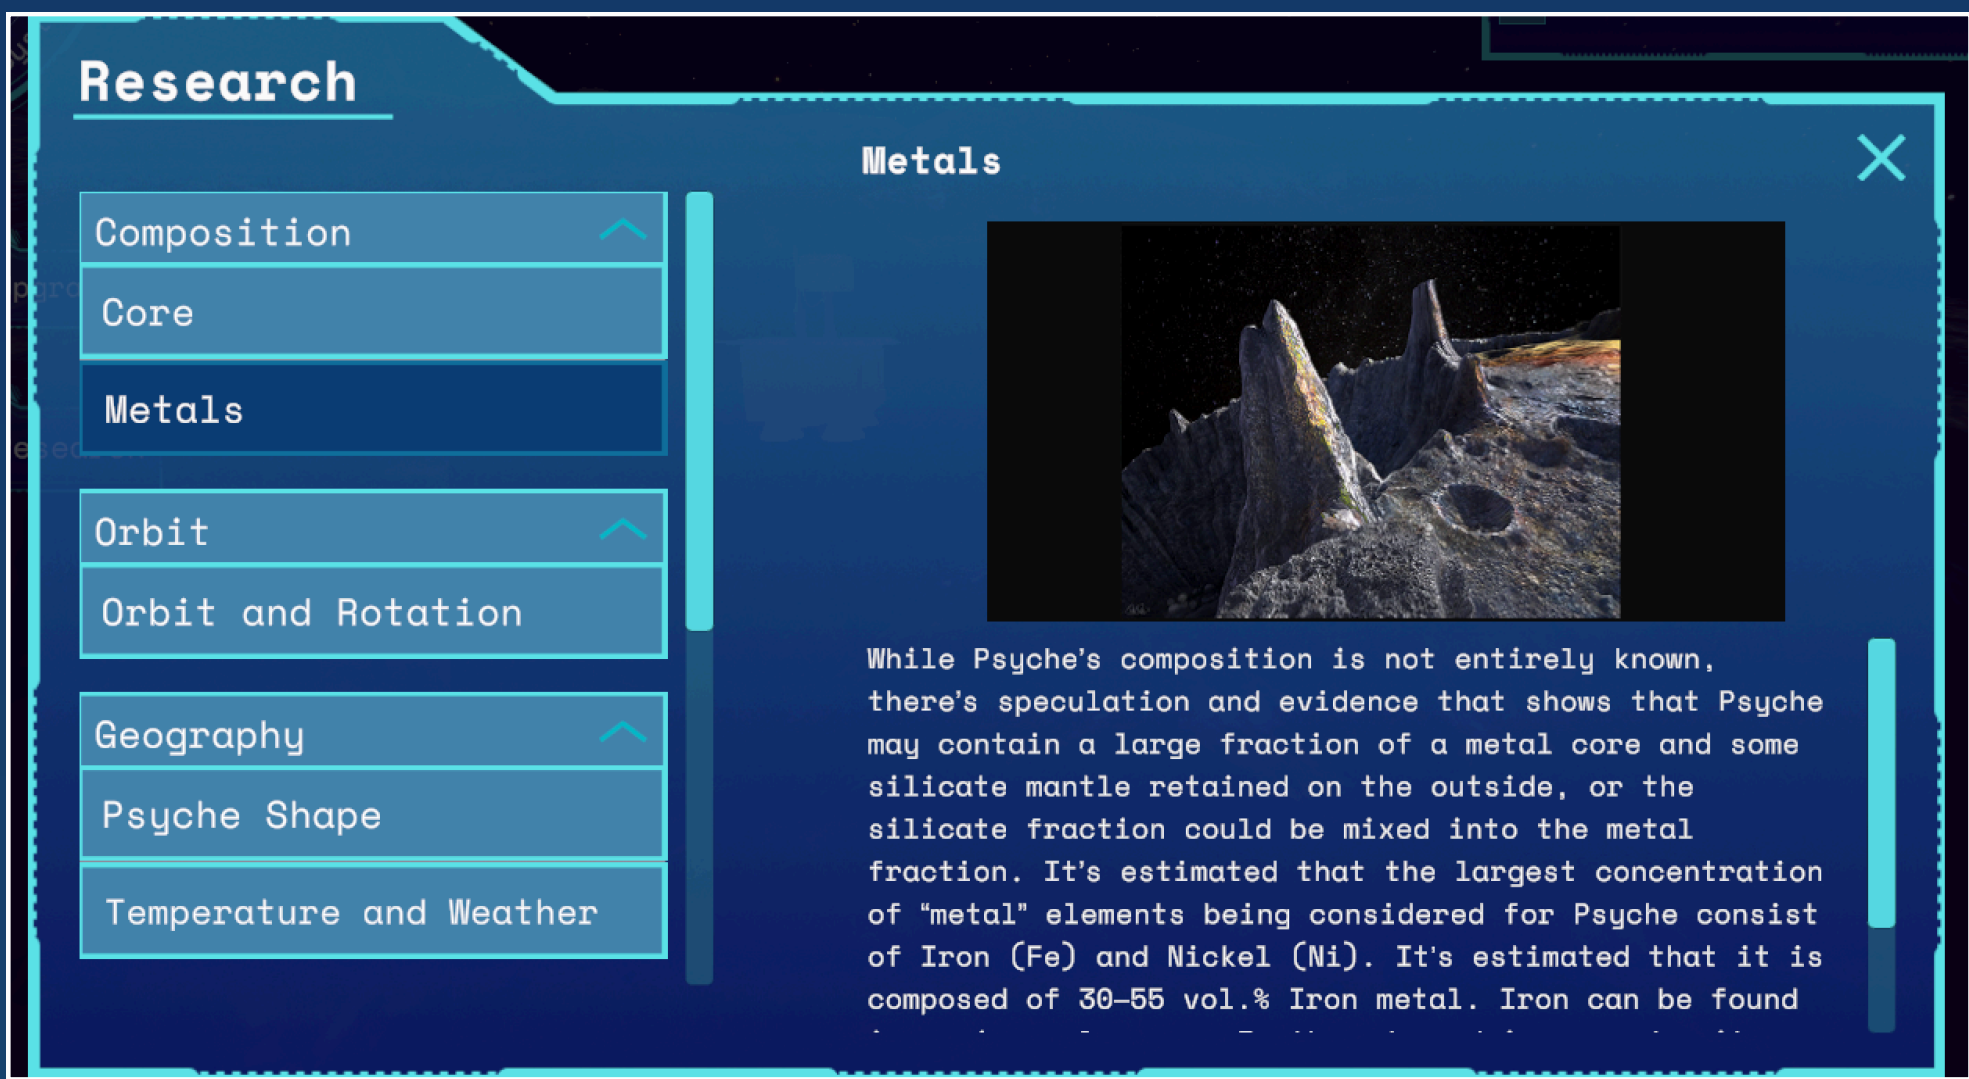 Research
Composition
Core
Metals
Orbit
Orbit and Rotation
Geography
Psyche Shape
Temperature and Weather
Metals
While Psyche’s composition is not entirely known,
there’s speculation and evidence that shows that Psyche
may contain a large fraction of a metal core and some
silicate mantle retained on the outside, or the
silicate fraction could be mixed into the metal
fraction. It’s estimated that the largest concentration
of “metal” elements being considered for Psyche consist
of Iron (Fe) and Nickel (Ni). It's estimated that it is
composed of 30–55 vol.% Iron metal. Iron can be found